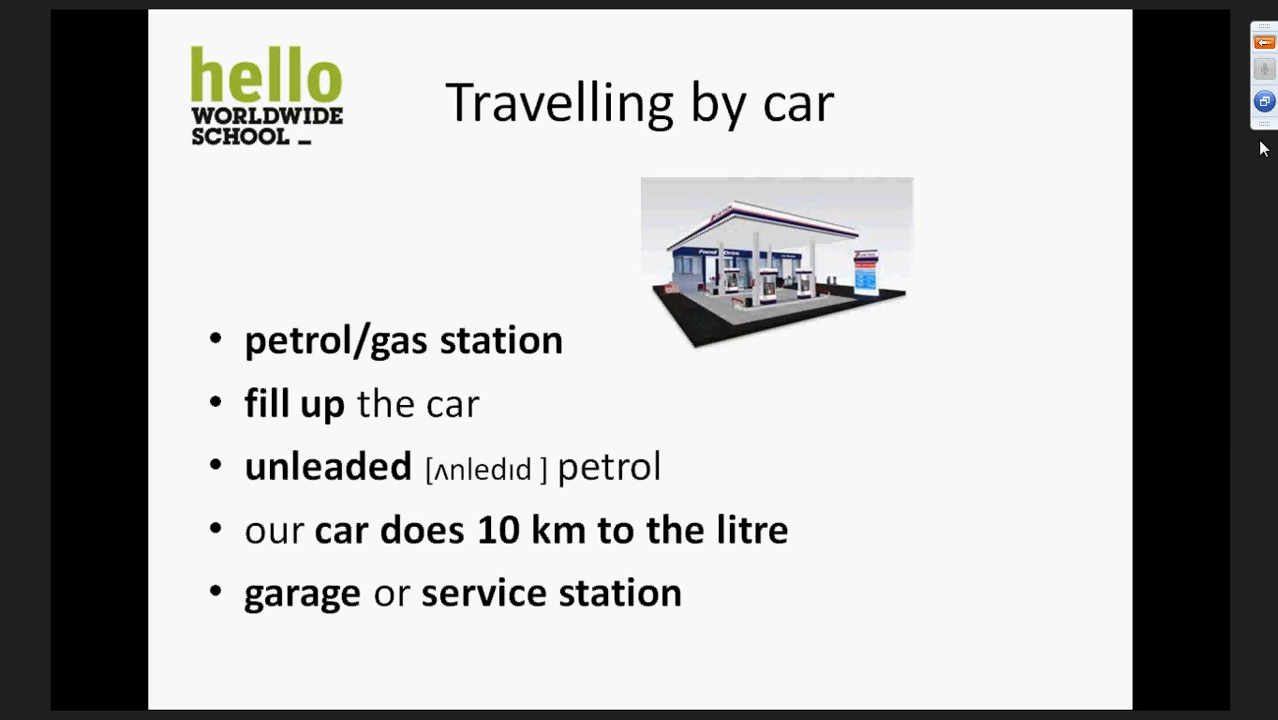 hello
WORLDWIDE
SCHOOL _
Travelling by car
• petrol/gas station
• fill up the car
• unleaded [ʌnledɪd ] petrol
• our car does 10 km to the litre
• garage or service station